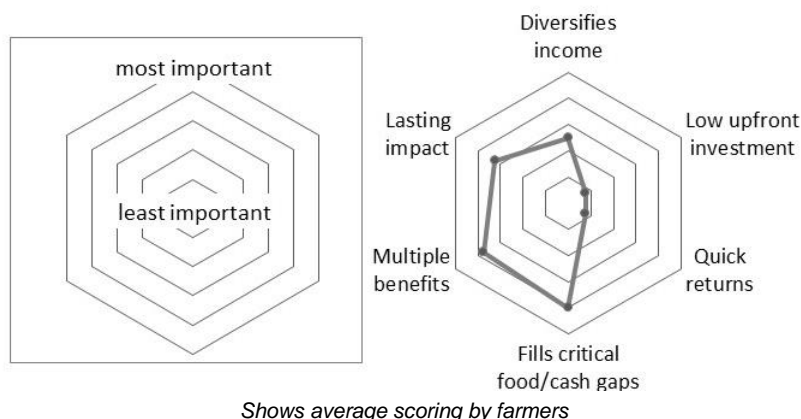 most important
least important
Diversifies
income
Lasting
impact
Low upfront
investment
Multiple
benefits
Quick
returns
Fills critical
food/cash gaps
Shows average scoring by farmers